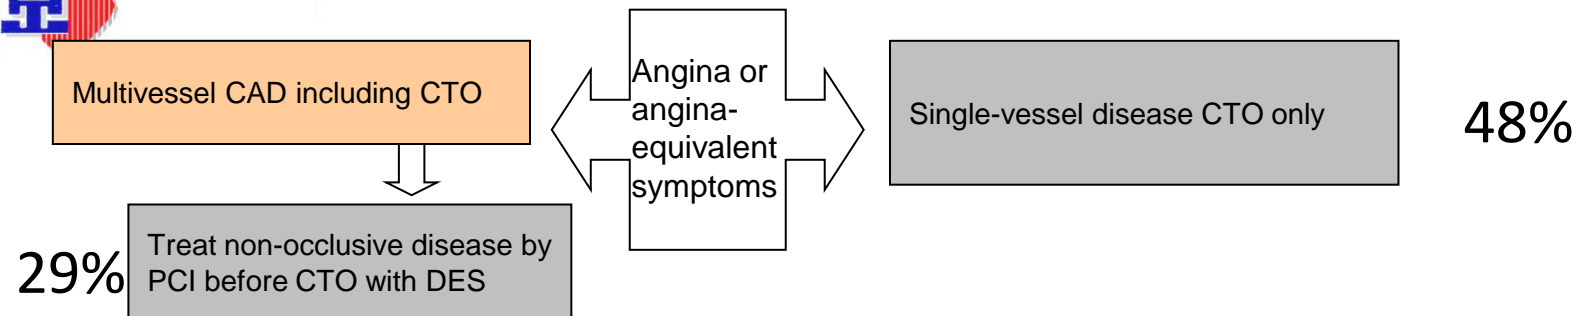 Multivessel CAD including CTO
Angina or
angina-
equivalent
symptoms
Single-vessel disease CTO only
48%
29%
Treat non-occlusive disease by
PCI before CTO with DES